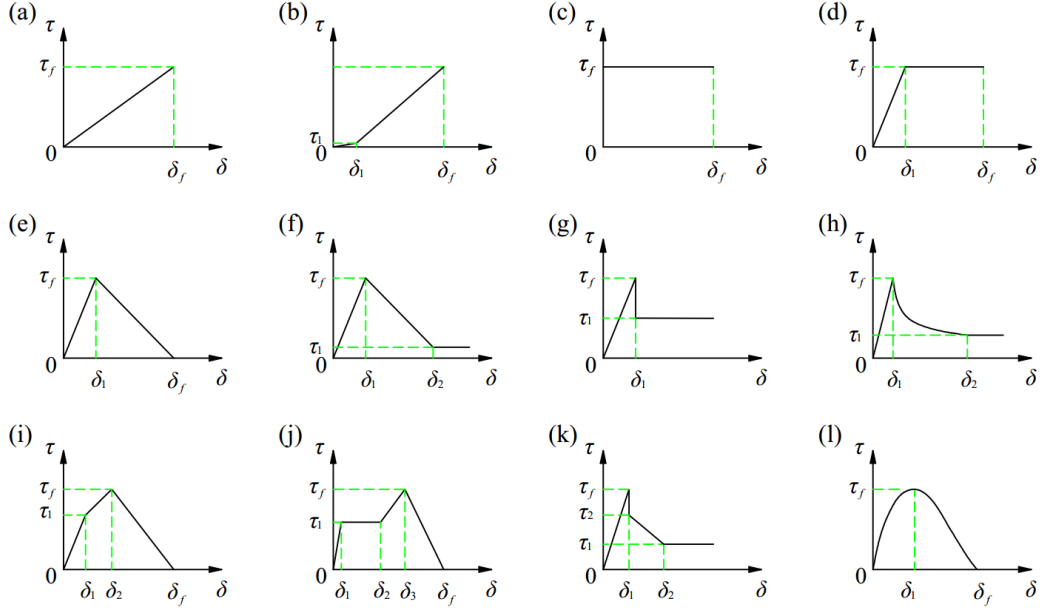 (a) (b) (c) (d)
τ τ τ τ
τf τf τf
τ1
0 0 0 0
δ1 δ1
δf δ δf δ δf δ δf δ
(e) (f) (g) (h)
τ τ τ τ
τf τf τf τf
τ1 τ1 τ1
0 0 0 0
δ1 δf δ δ1 δ2 δ δ1 δ δ1 δ2 δ
(i) (j) (k) (l)
τ τ τ τ
τf τf τf τf
τ1 τ1 τ2
τ1
0 0 0 0
δ1 δ2 δf δ δ1 δ2 δ3 δf δ δ1 δ2 δ δ1 δf δ